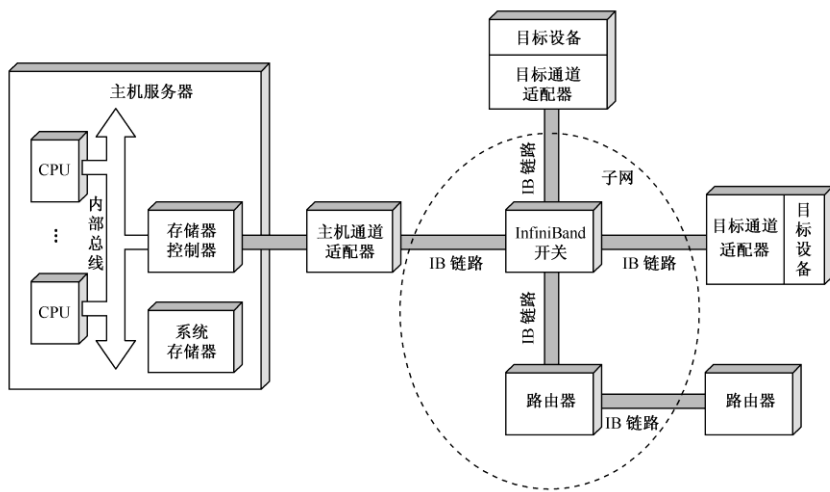 目标设备
目标通道
适配器
主机服务器
CPU
内部总线
⋮
CPU
存储器
控制器
系统
存储器
主机通道
适配器
IB 链路
IB 链路
子网
InfiniBand
开关
IB 链路
目标通道
适配器
目标设备
IB 链路
路由器
IB 链路
路由器